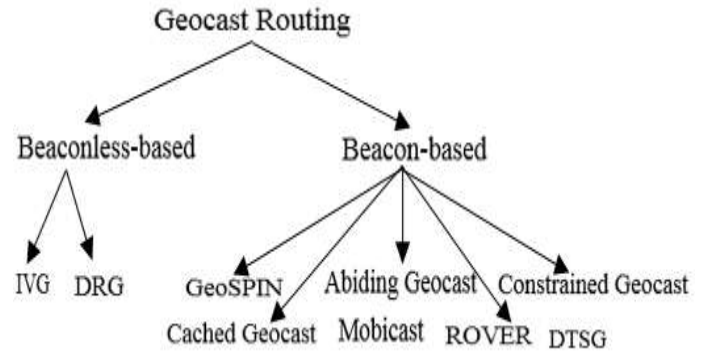 Geocast Routing
Beaconless-based
Beacon-based
IVG
DRG
GeoSPIN
Abiding Geocast
Constrained Geocast
Cached Geocast
Mobicast
ROVER
DTSG